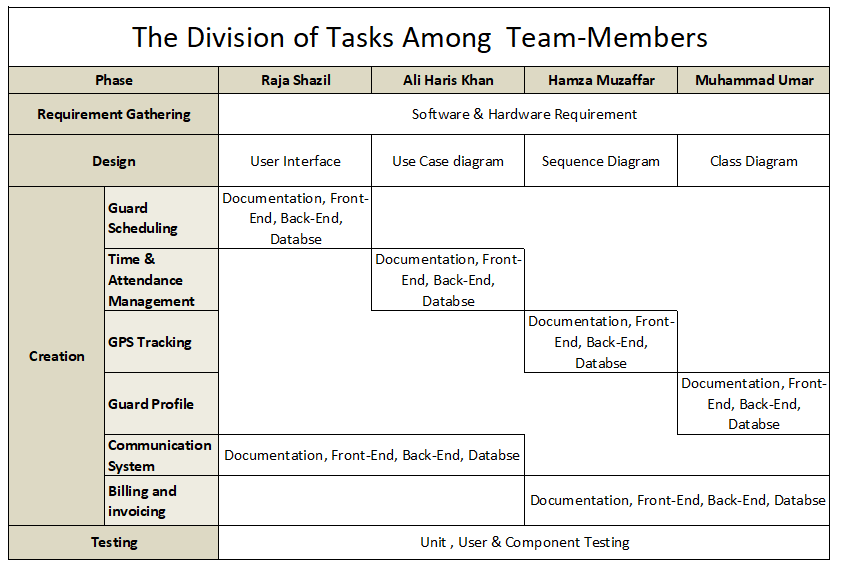 The Division of Tasks Among Team-Members
Phase Raja Shazil Ali Haris Khan Hamza Muzaffar Muhammad Umar
Requirement Gathering Software & Hardware Requirement
Design User Interface Use Case diagram Sequence Diagram Class Diagram
Creation
Guard
Scheduling
Documentation, Front-
End, Back-End,
Databse
Time &
Attendance
Management
Documentation, Front-
End, Back-End,
Databse
GPS Tracking
Documentation, Front-
End, Back-End,
Databse
Guard Profile
Documentation, Front-
End, Back-End,
Databse
Communication
System
Documentation, Front-End, Back-End, Databse
Billing and
invoicing
Documentation, Front-End, Back-End, Databse
Testing Unit , User & Component Testing